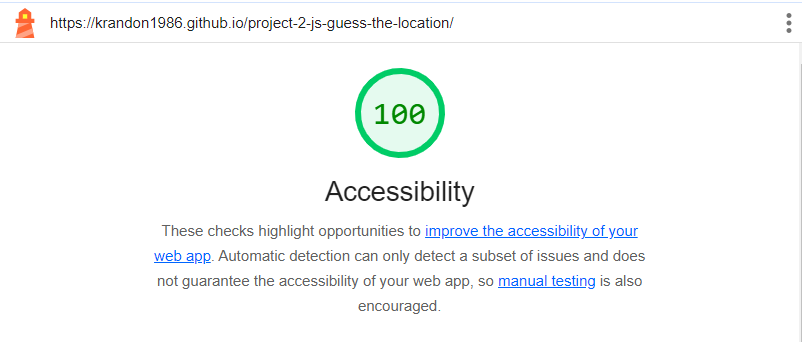 https://krandon1986.github.io/project-2-js-guess-the-location/
100
Accessibility
These checks highlight opportunities to improve the accessibility of your
web app. Automatic detection can only detect a subset of issues and does
not guarantee the accessibility of your web app, so manual testing is also
encouraged.